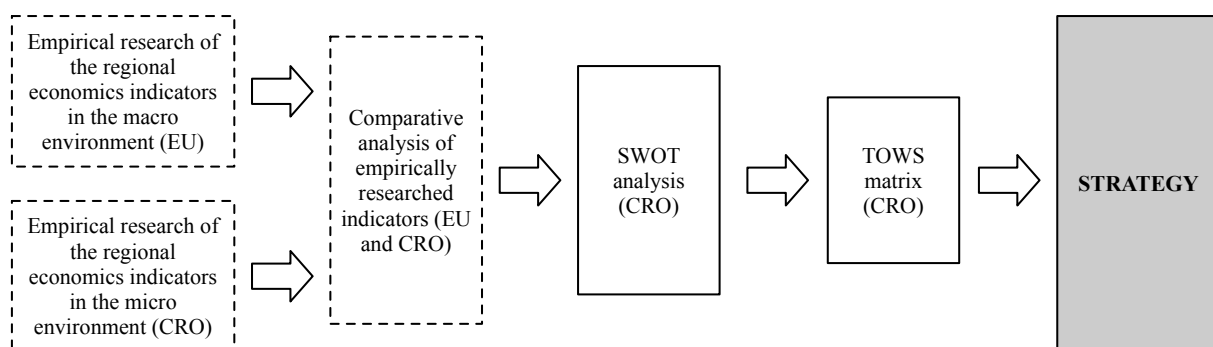 Empirical research of
the regional
economics indicators
in the macro
environment (EU)
Empirical research of
the regional
economics indicators
in the micro
environment (CRO)
Comparative
analysis of
empirically
researched
indicators (EU
and CRO)
SWOT
analysis
(CRO)
TOWS
matrix
(CRO)
STRATEGY